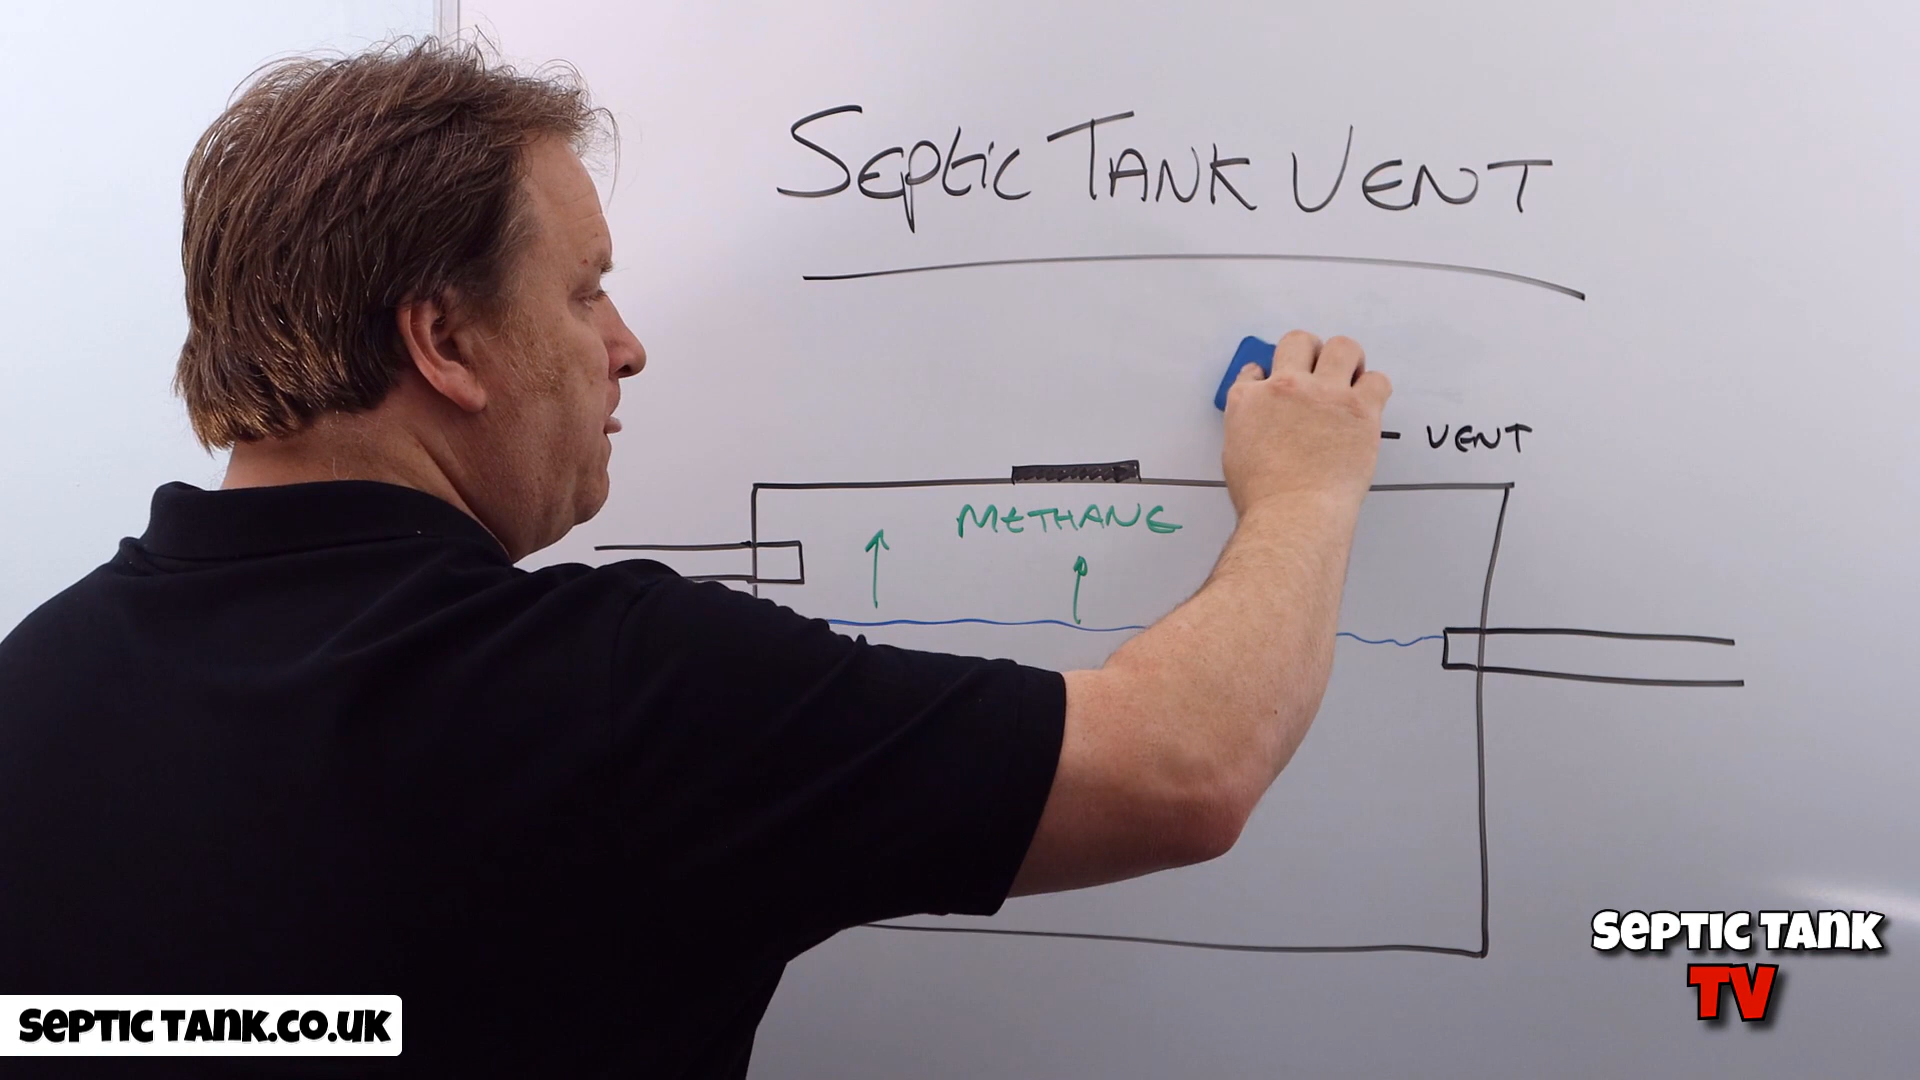 SEPtic TANK VENT
VENT
METHANE
SEPTIC TANK
TV
SEPTIC TANK.CO.UK